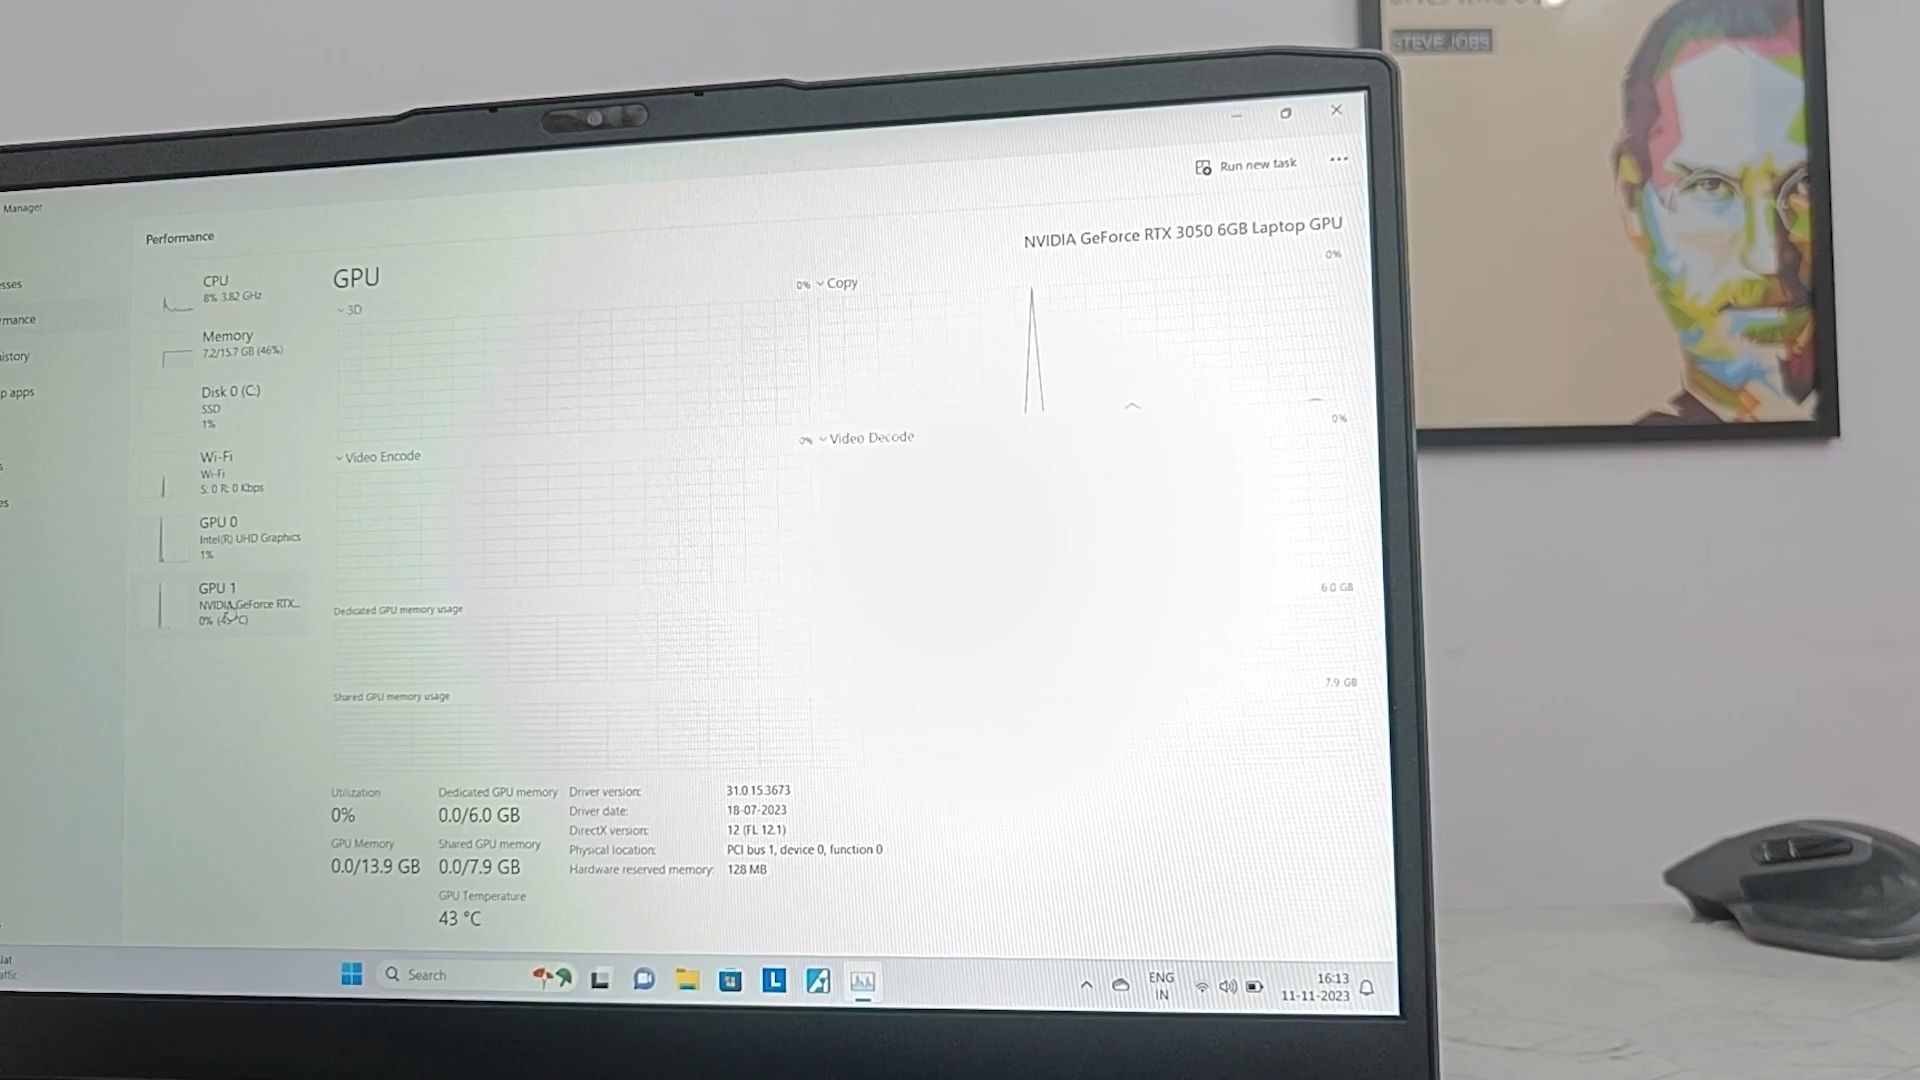 STEVE JOBS
Manager
Run new task
Performance
NVIDIA GeForce RTX 3050 6GB Laptop GPU
CPU
8% 3.82 GHz
Memory
7.2/15.7 GB (46%)
Disk 0 (C:)
SSD
1%
Wi-Fi
Wi-Fi
S: 0 R: 0 Kbps
GPU 0
Intel(R) UHD Graphics
1%
GPU 1
NVIDIA GeForce RTX...
GPU
3D
0%
Copy
0%
Video Encode
0%
Video Decode
0%
Dedicated GPU memory usage
6.0 GB
Shared GPU memory usage
7.9 GB
Utilization
0%
Dedicated GPU memory
0.0/6.0 GB
GPU Memory
0.0/13.9 GB
Shared GPU memory
0.0/7.9 GB
GPU Temperature
43 °C
Driver version: 31.0.15.3673
Driver date: 18-07-2023
DirectX version: 12 (FL 12.1)
Physical location: PCI bus 1, device 0, function 0
Hardware reserved memory: 128 MB
Search
L
ENG
IN
16:13
11-11-2023